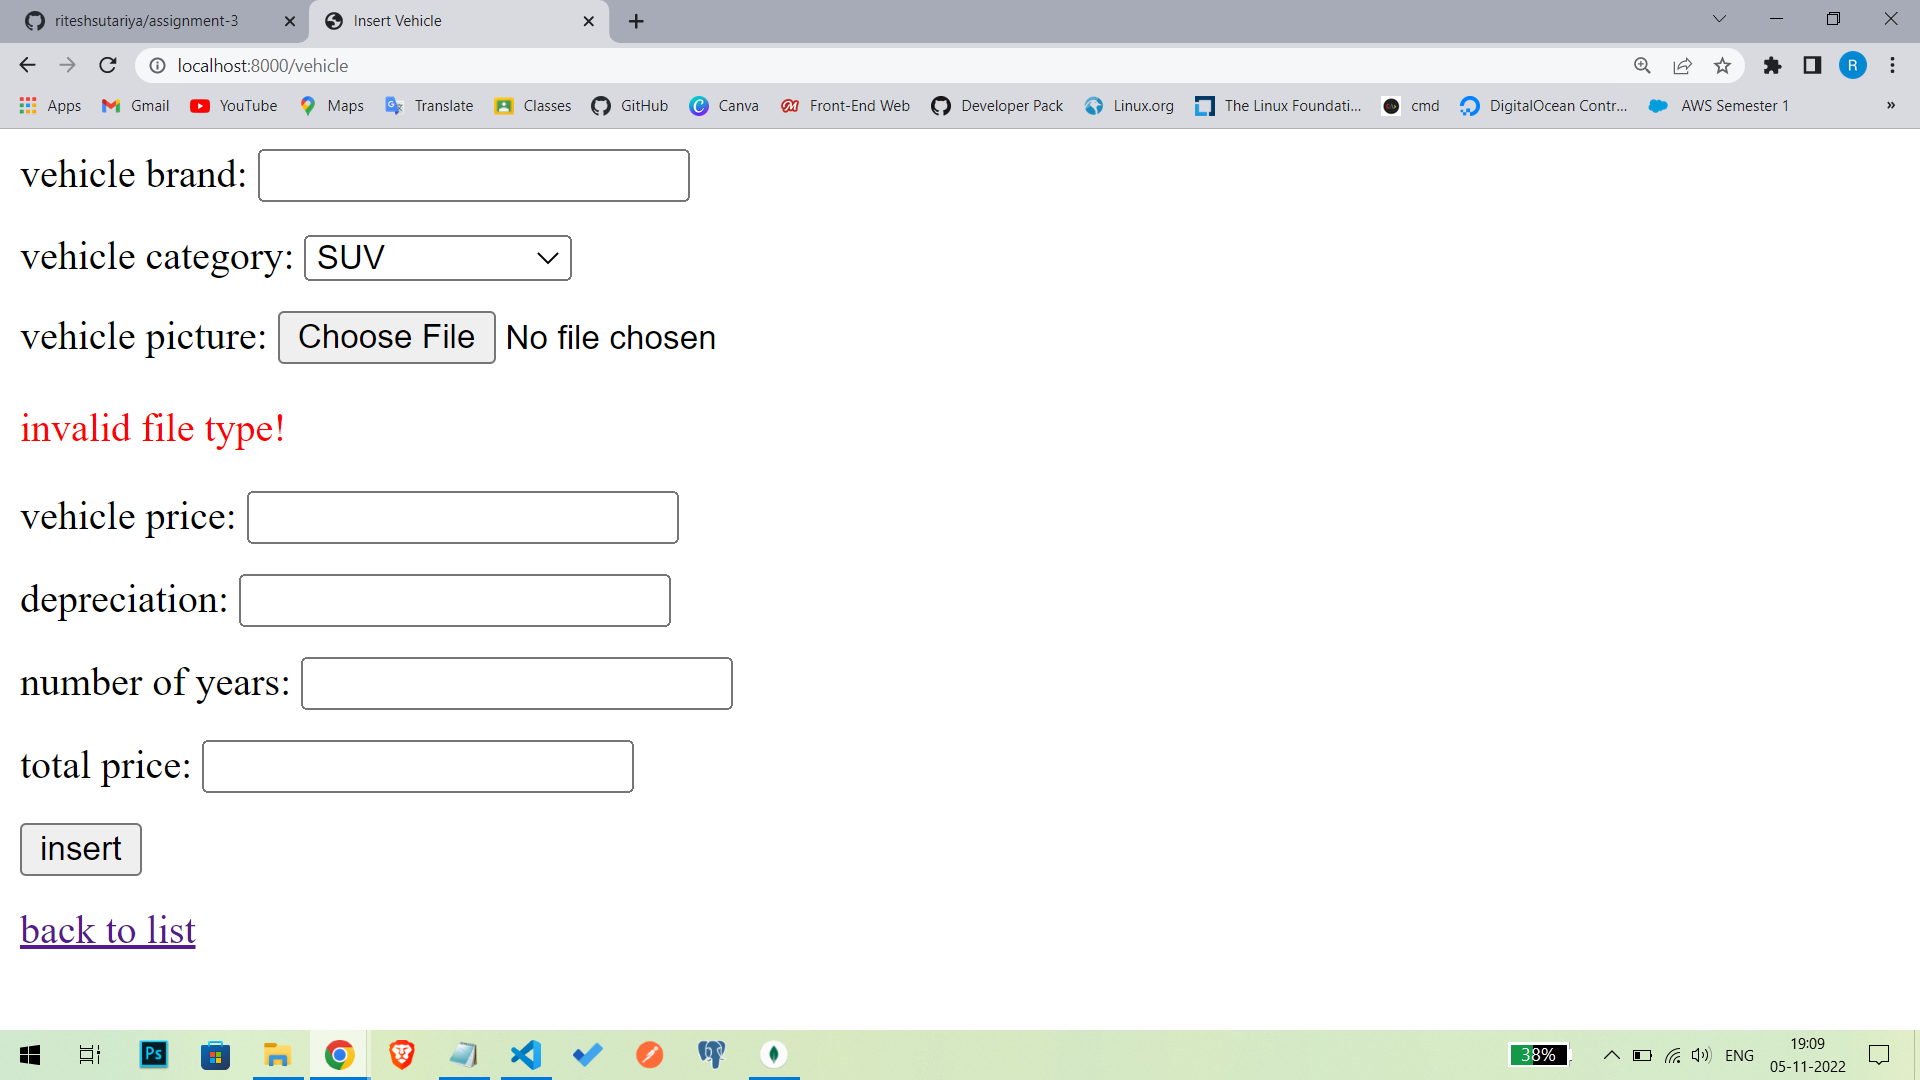 riteshsutariya/assignment-3
Insert Vehicle
localhost:8000/vehicle
R
Apps
Gmail
YouTube
Maps
Translate
Classes
GitHub
Canva
Front-End Web
Developer Pack
Linux.org
The Linux Foundati...
cmd
DigitalOcean Contr...
AWS Semester 1
»
vehicle brand:
vehicle category: SUV
vehicle picture: Choose File No file chosen
invalid file type!
vehicle price:
depreciation:
number of years:
total price:
insert
back to list
Ps
38%
ENG
19:09
05-11-2022